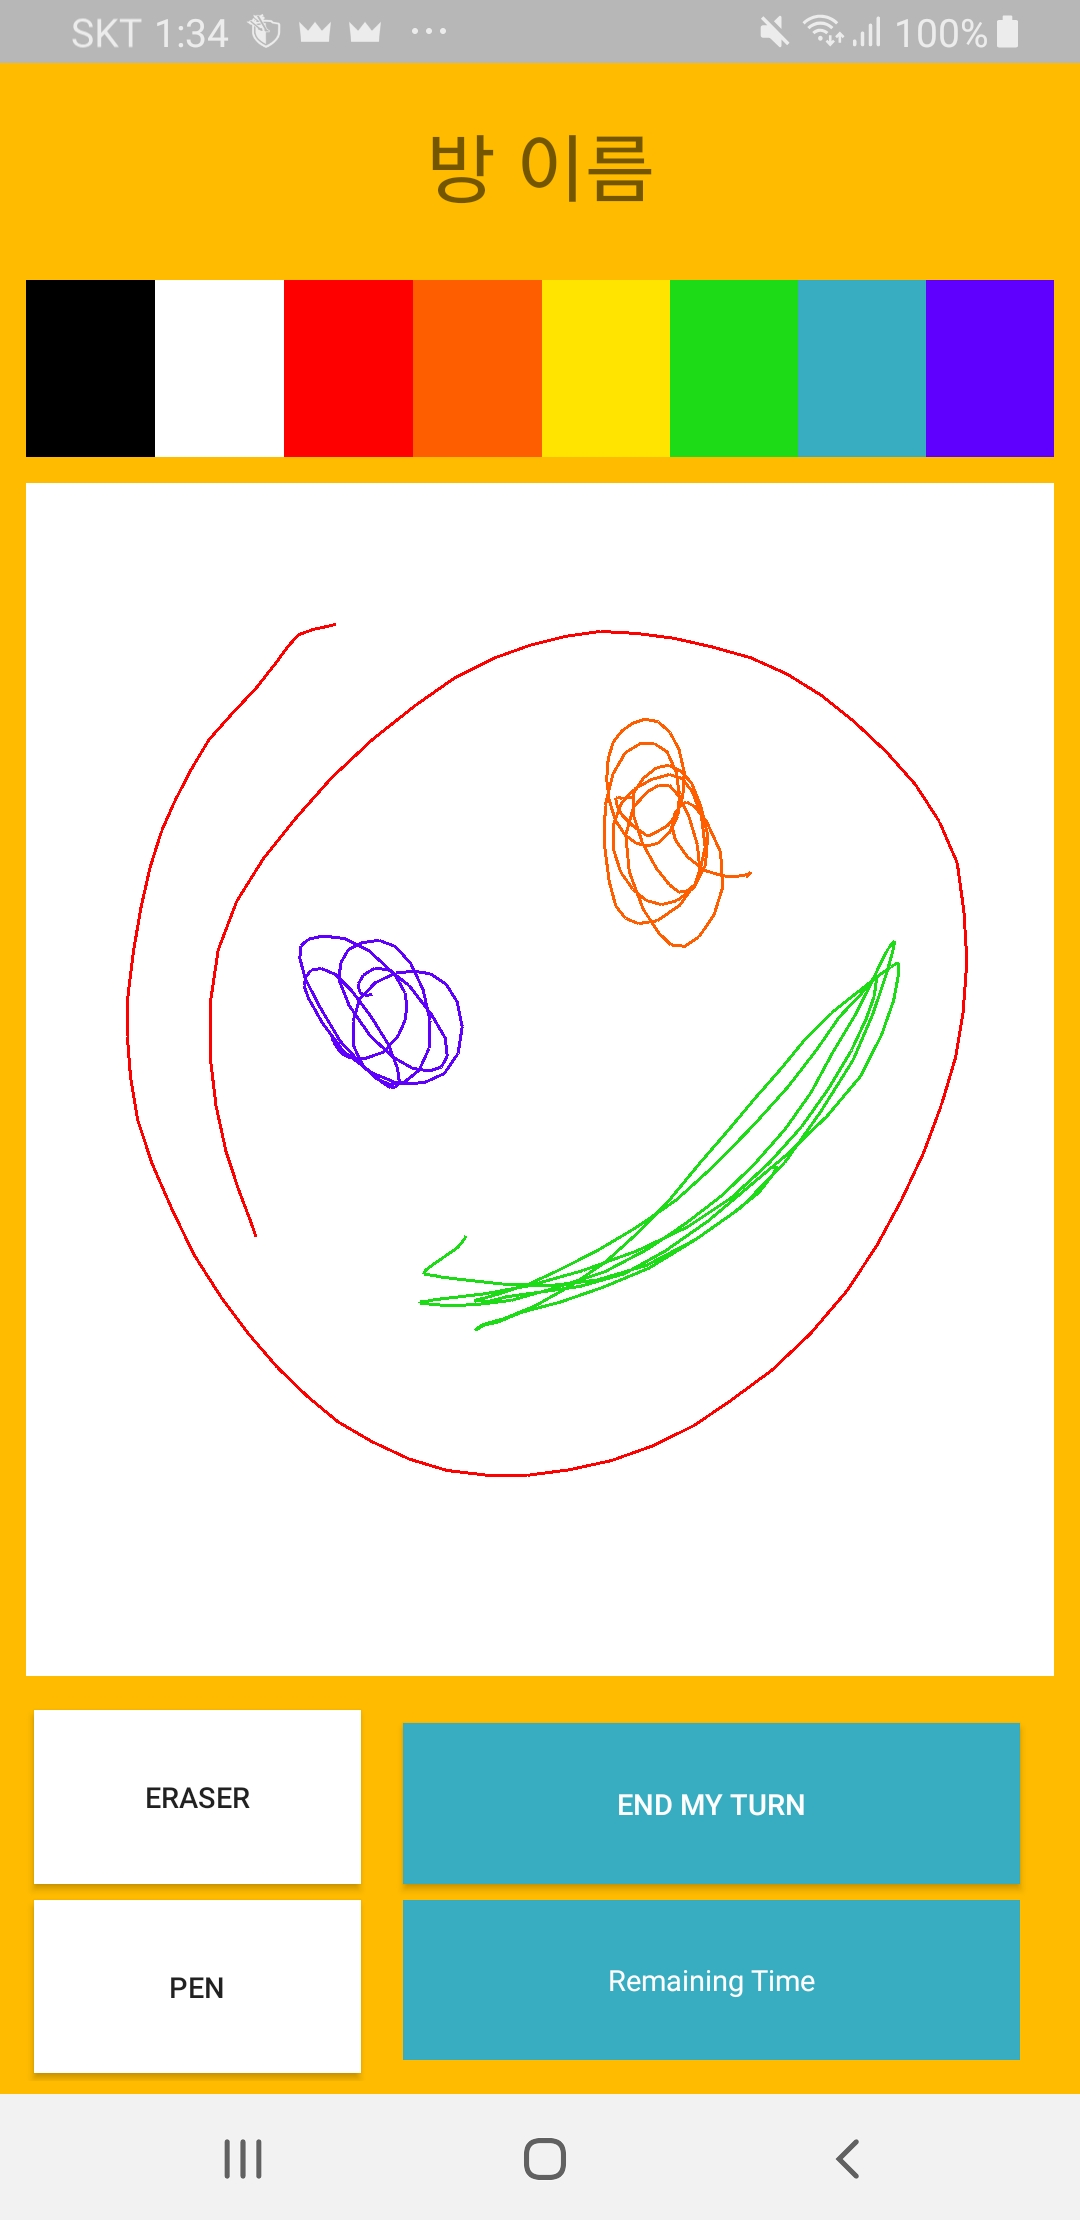 SKT 1:34 100%
방 이름
ERASER
END MY TURN
PEN
Remaining Time